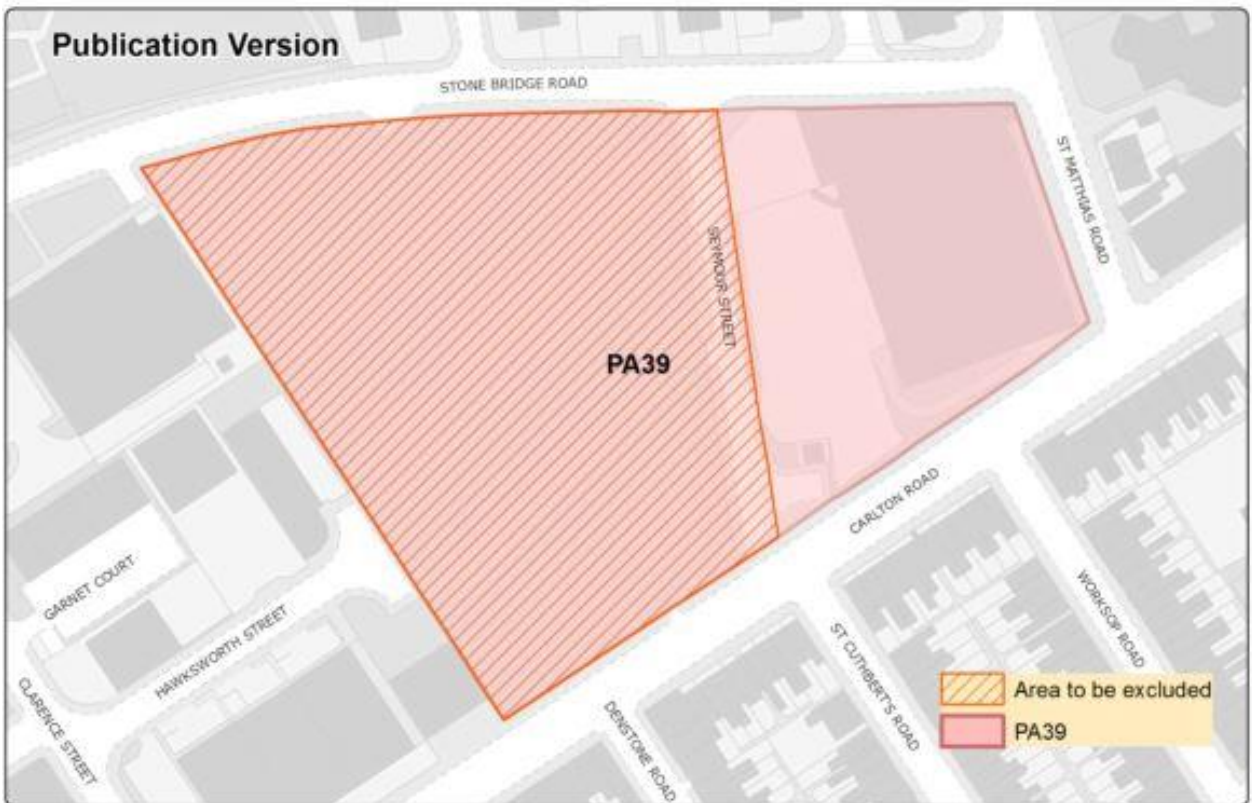 Publication Version
STONE BRIDGE ROAD
ST MATTHIAS ROAD
SEYMOUR STREET
PA39
CARLTON ROAD
GARNET COURT
HAWKSWORTH STREET
CLARENCE STREET
DENSTONE ROAD
ST CUTHBERT'S ROAD
WORKSOP ROAD
Area to be excluded
PA39